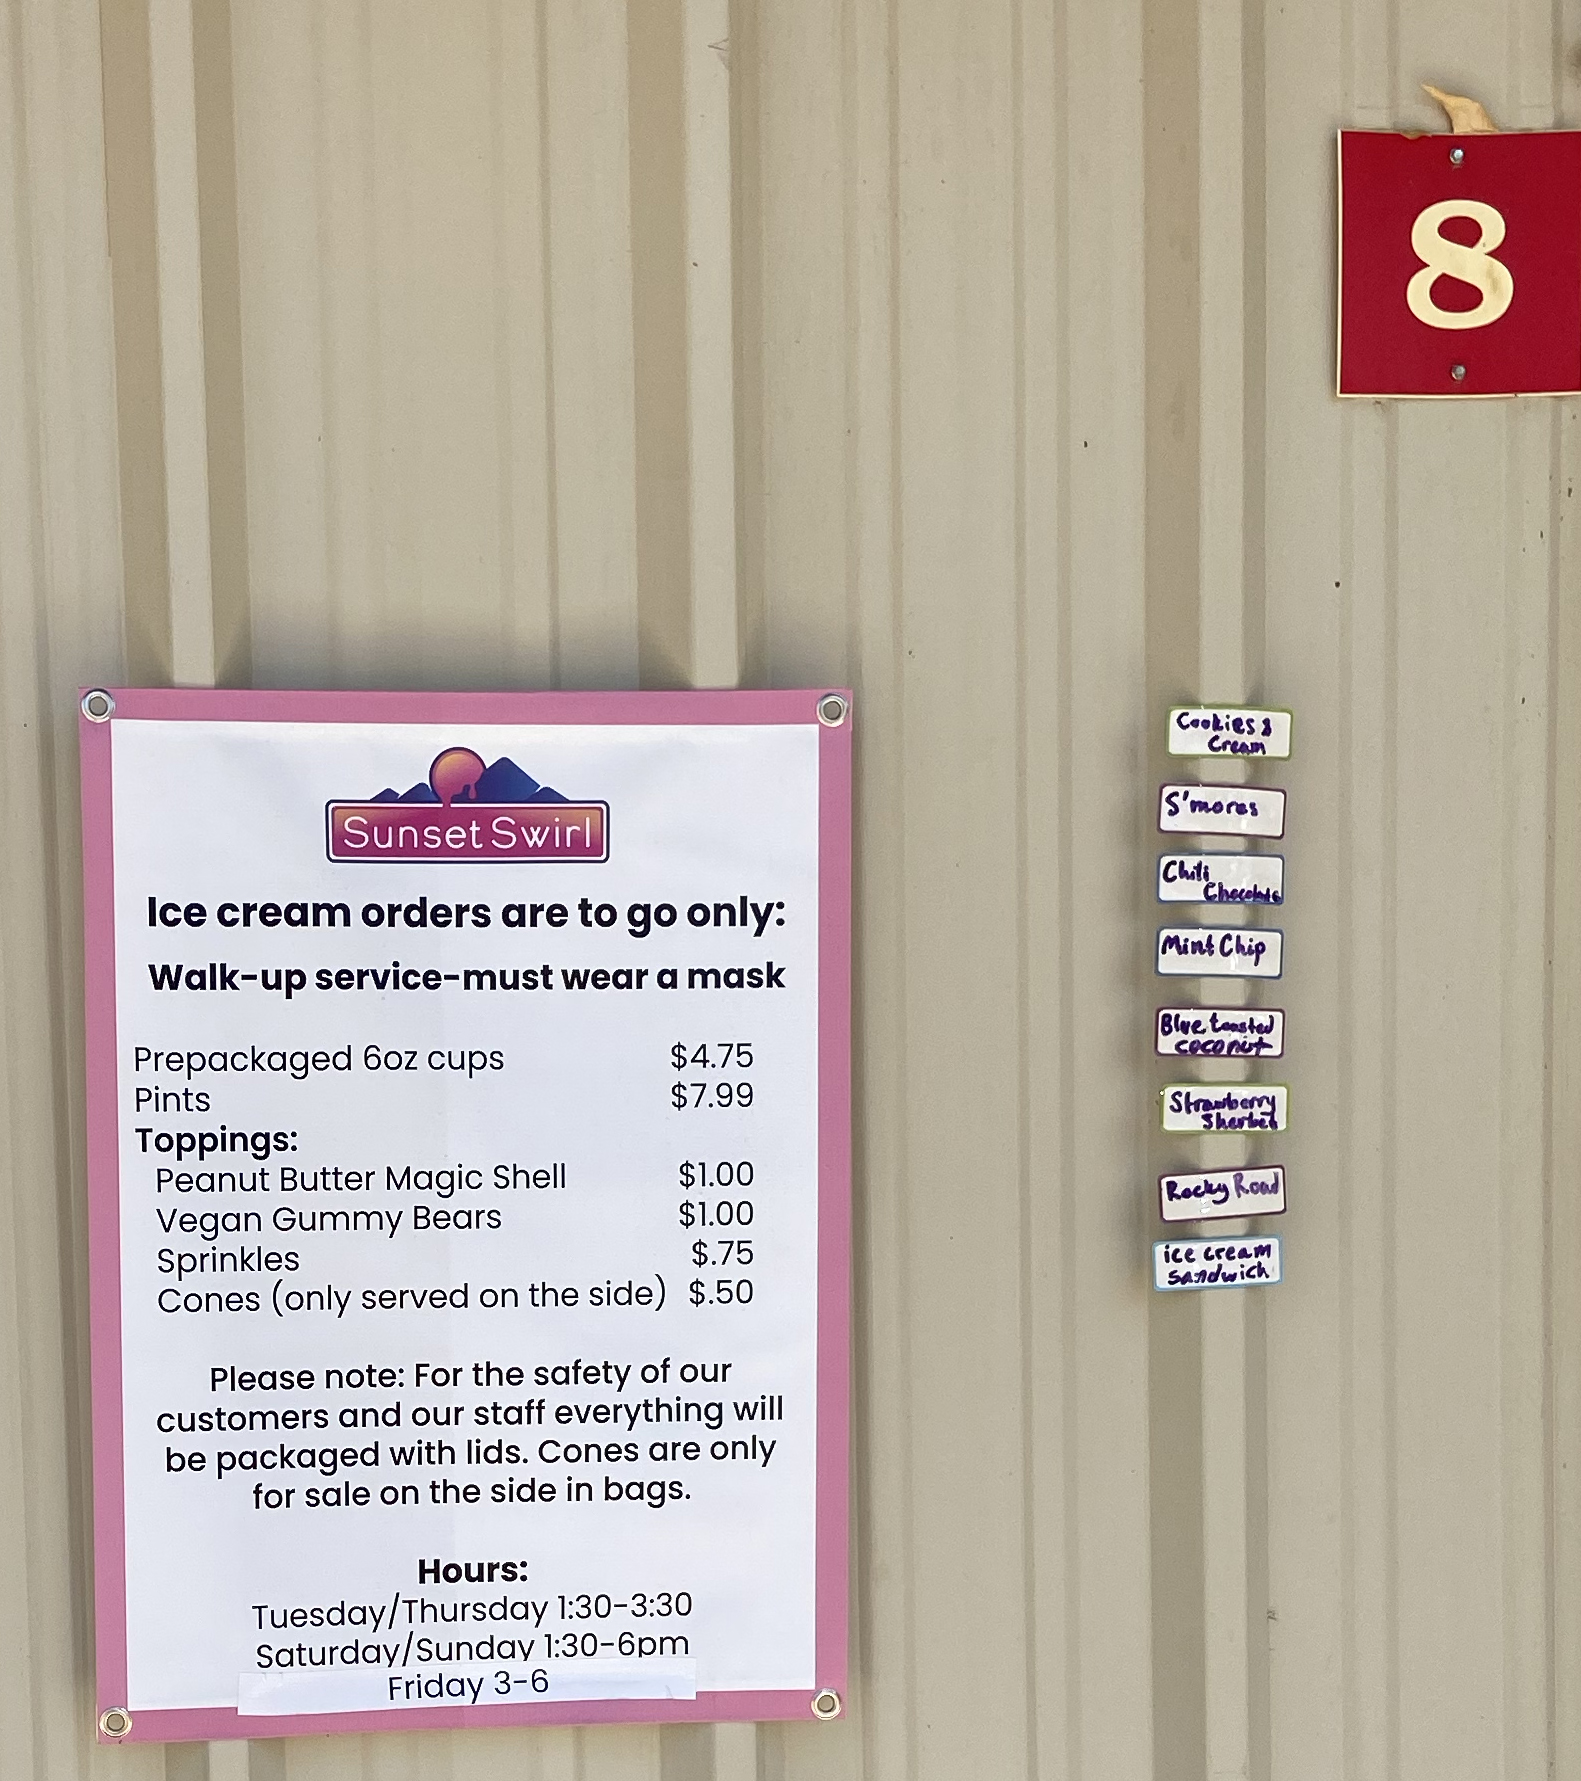 8
Sunset Swirl
Ice cream orders are to go only:
Walk-up service-must wear a mask
Prepackaged 6oz cups $4.75
Pints $7.99
Toppings:
Peanut Butter Magic Shell $1.00
Vegan Gummy Bears $1.00
Sprinkles $.75
Cones (only served on the side) $.50
Please note: For the safety of our
customers and our staff everything will
be packaged with lids. Cones are only
for sale on the side in bags.
Hours:
Tuesday/Thursday 1:30-3:30
Saturday/Sunday 1:30-6pm
Friday 3-6
Cookies &
Cream
S'mores
Chili
Chocolate
Mint Chip
Blue toasted
coconut
Strawberry
Sherbet
Rocky Road
ice cream
sandwich